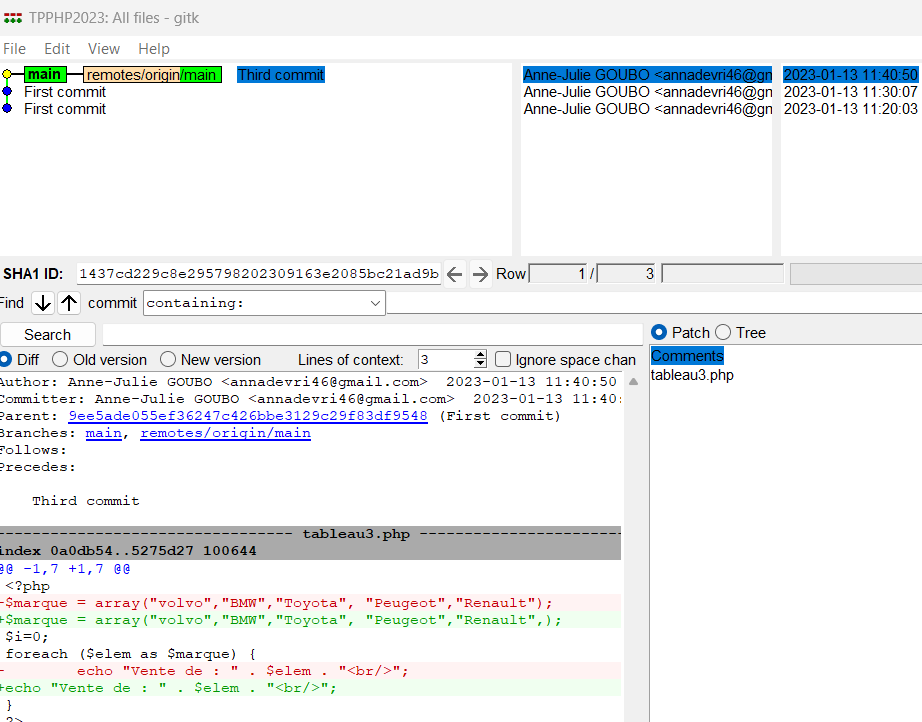 TPPHP2023: All files - gitk
File Edit View Help
main remotes/origin/main Third commit Anne-Julie GOUBO <annadevri46@gn 2023-01-13 11:40:50
First commit Anne-Julie GOUBO <annadevri46@gn 2023-01-13 11:30:07
First commit Anne-Julie GOUBO <annadevri46@gn 2023-01-13 11:20:03
SHA1 ID: 1437cd229c8e295798202309163e2085bc21ad9b Row 1 / 3
Find commit containing:
Search
Patch Tree
Diff Old version New version Lines of context: 3 Ignore space chan
Comments
tableau3.php
Author: Anne-Julie GOUBO <annadevri46@gmail.com> 2023-01-13 11:40:50
Committer: Anne-Julie GOUBO <annadevri46@gmail.com> 2023-01-13 11:40:
Parent: 9ee5ade055ef36247c426bbe3129c29f83df9548 (First commit)
Branches: main, remotes/origin/main
Follows:
Precedes:
Third commit
------------------------------- tableau3.php -----------------------
index 0a0db54..5275d27 100644
@@ -1,7 +1,7 @@
<?php
-$marque = array("volvo","BMW","Toyota", "Peugeot","Renault");
+$marque = array("volvo","BMW","Toyota", "Peugeot","Renault",);
$i=0;
foreach ($elem as $marque) {
- echo "Vente de : " . $elem . "<br/>";
+echo "Vente de : " . $elem . "<br/>";
}
?>